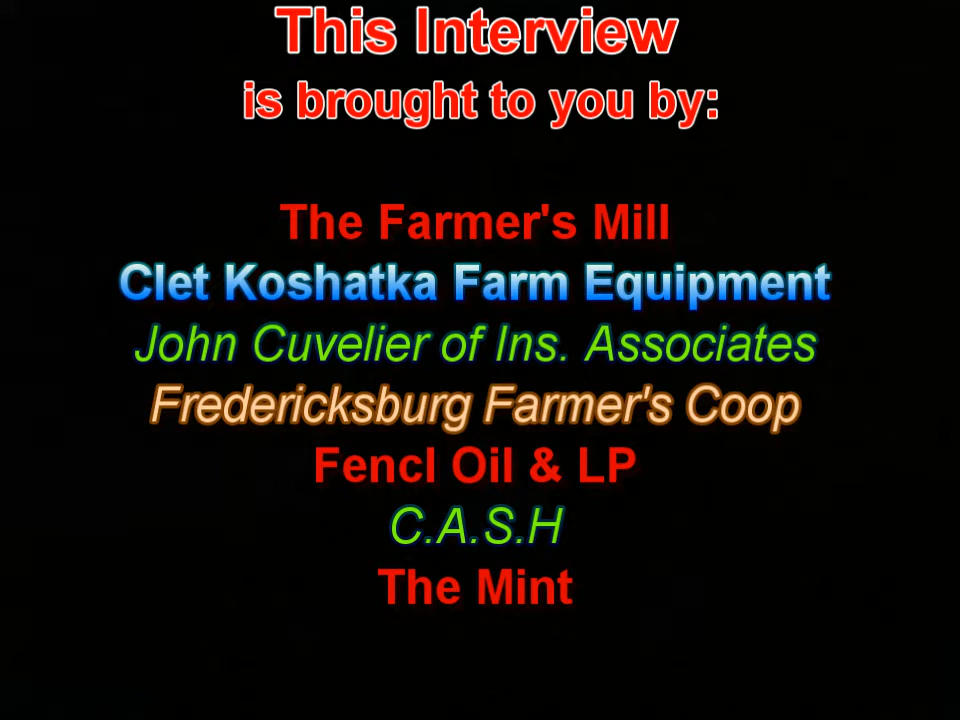 This Interview
is brought to you by:
The Farmer's Mill
Clet Koshatka Farm Equipment
John Cuvelier of Ins. Associates
Fredericksburg Farmer's Coop
Fencl Oil & LP
C.A.S.H
The Mint